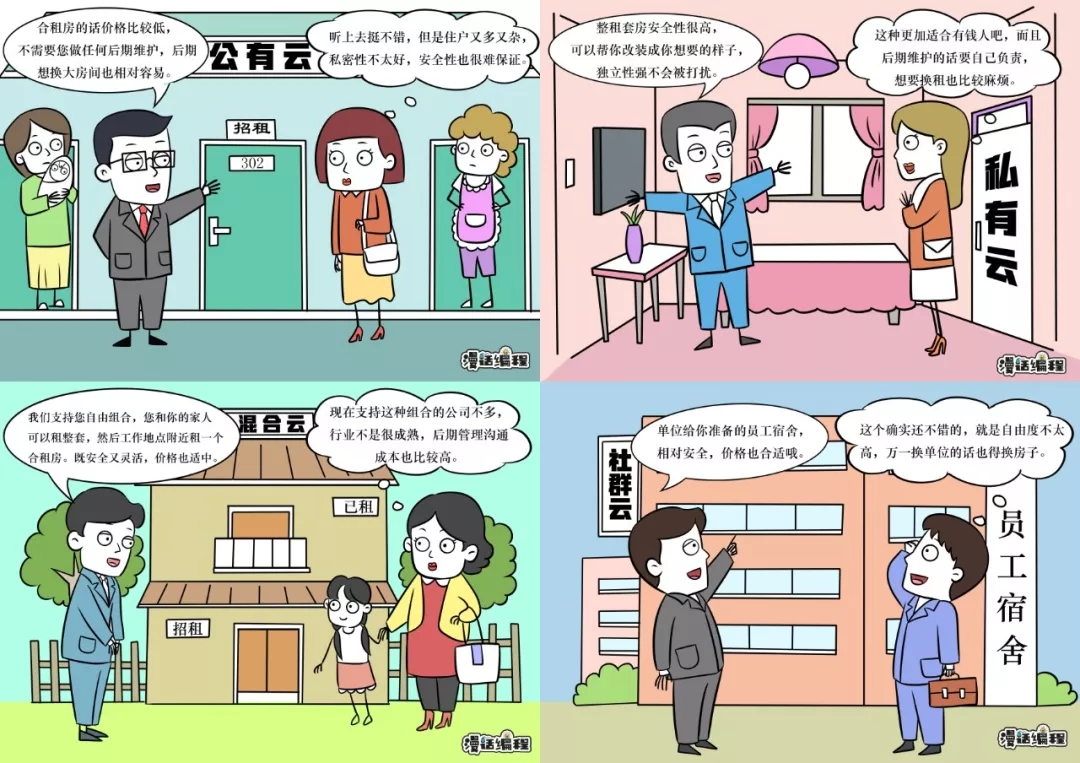 合租房的话价格比较低，
不需要您做任何后期维护，后期
想换大房间也相对容易。
公有云
听上去挺不错，但是住户又多又杂，
私密性不太好，安全性也很难保证。
招租
302
漫话编程
整租套房安全性很高，
可以帮你改装成你想要的样子，
独立性强不会被打扰。
这种更加适合有钱人吧，而且
后期维护的话要自己负责，
想要换租也比较麻烦。
私有云
漫话编程
我们支持您自由组合，您和你的家人
可以租整套，然后工作地点附近租一个
合租房。既安全又灵活，价格也适中。
混合云
现在支持这种组合的公司不多，
行业不是很成熟，后期管理沟通
成本也比较高。
已租
招租
漫话编程
单位给你准备的员工宿舍，
相对安全，价格也合适哦。
社群云
这个确实还不错的，就是自由度不太
高，万一换单位的话也得换房子。
员工宿舍
漫话编程